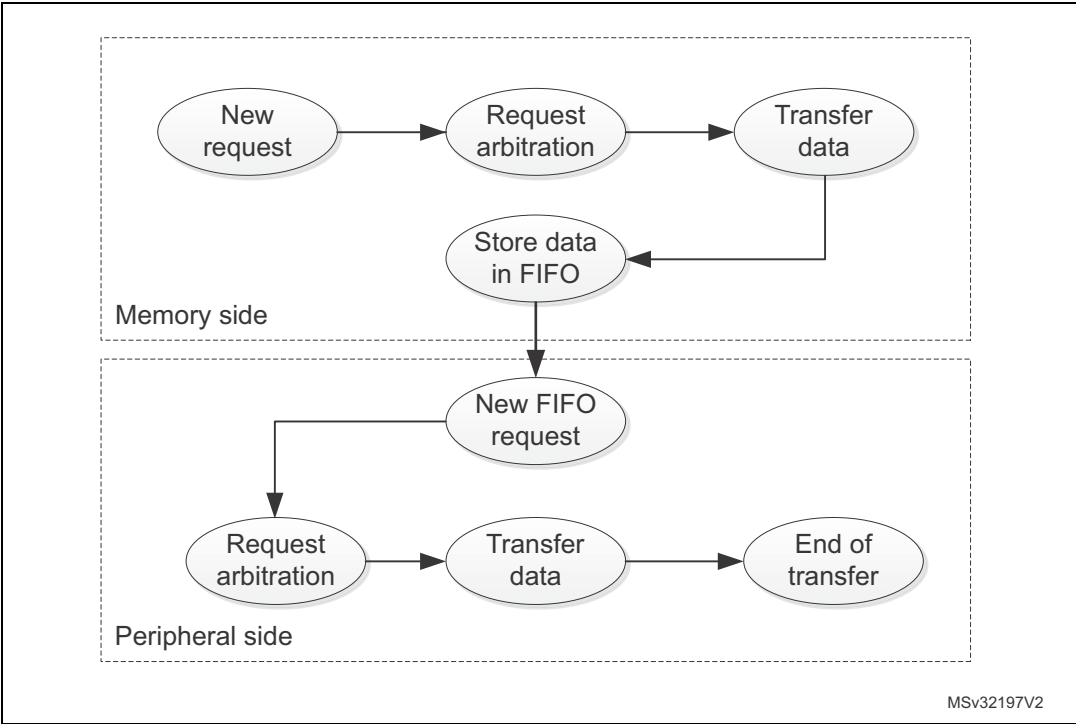 New
request
Request
arbitration
Transfer
data
Store data
in FIFO
Memory side
New FIFO
request
Request
arbitration
Transfer
data
End of
transfer
Peripheral side
MSv32197V2